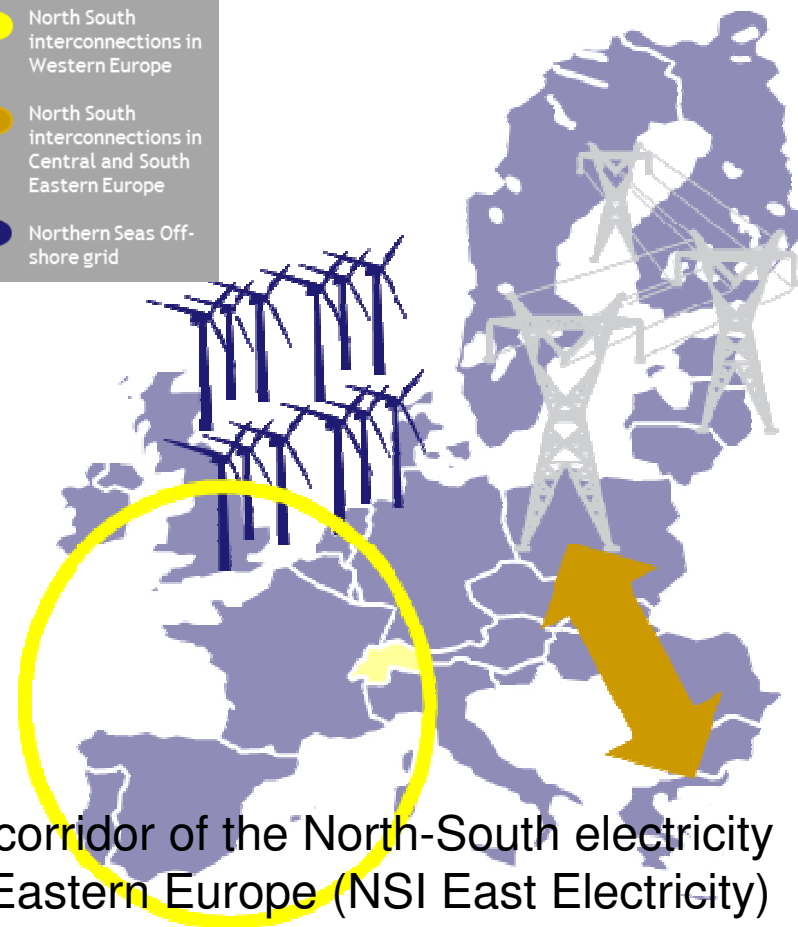 North South
interconnections in
Western Europe
North South
interconnections in
Central and South
Eastern Europe
Northern Seas Off-
shore grid
corridor of the North-South electricity
Eastern Europe (NSI East Electricity)